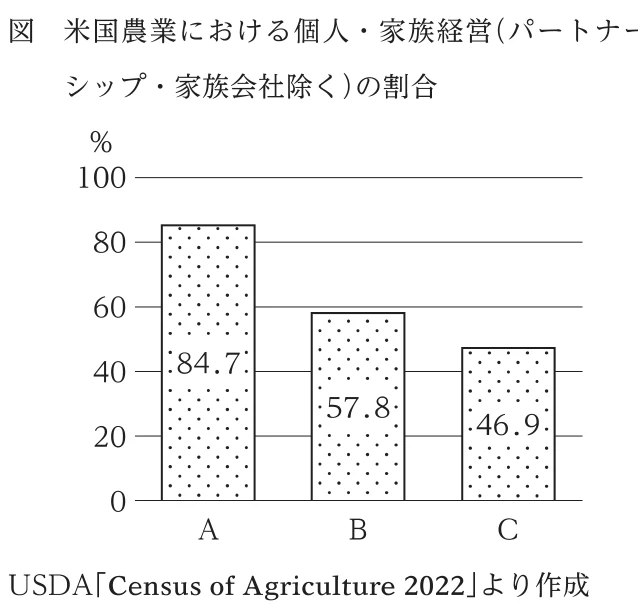 図 米国農業における個人・家族経営(パートナー
シップ・家族会社除く)の割合
%
100
80
60
40
20
0
84.7
57.8
46.9
A B C
USDA「Census of Agriculture 2022」より作成